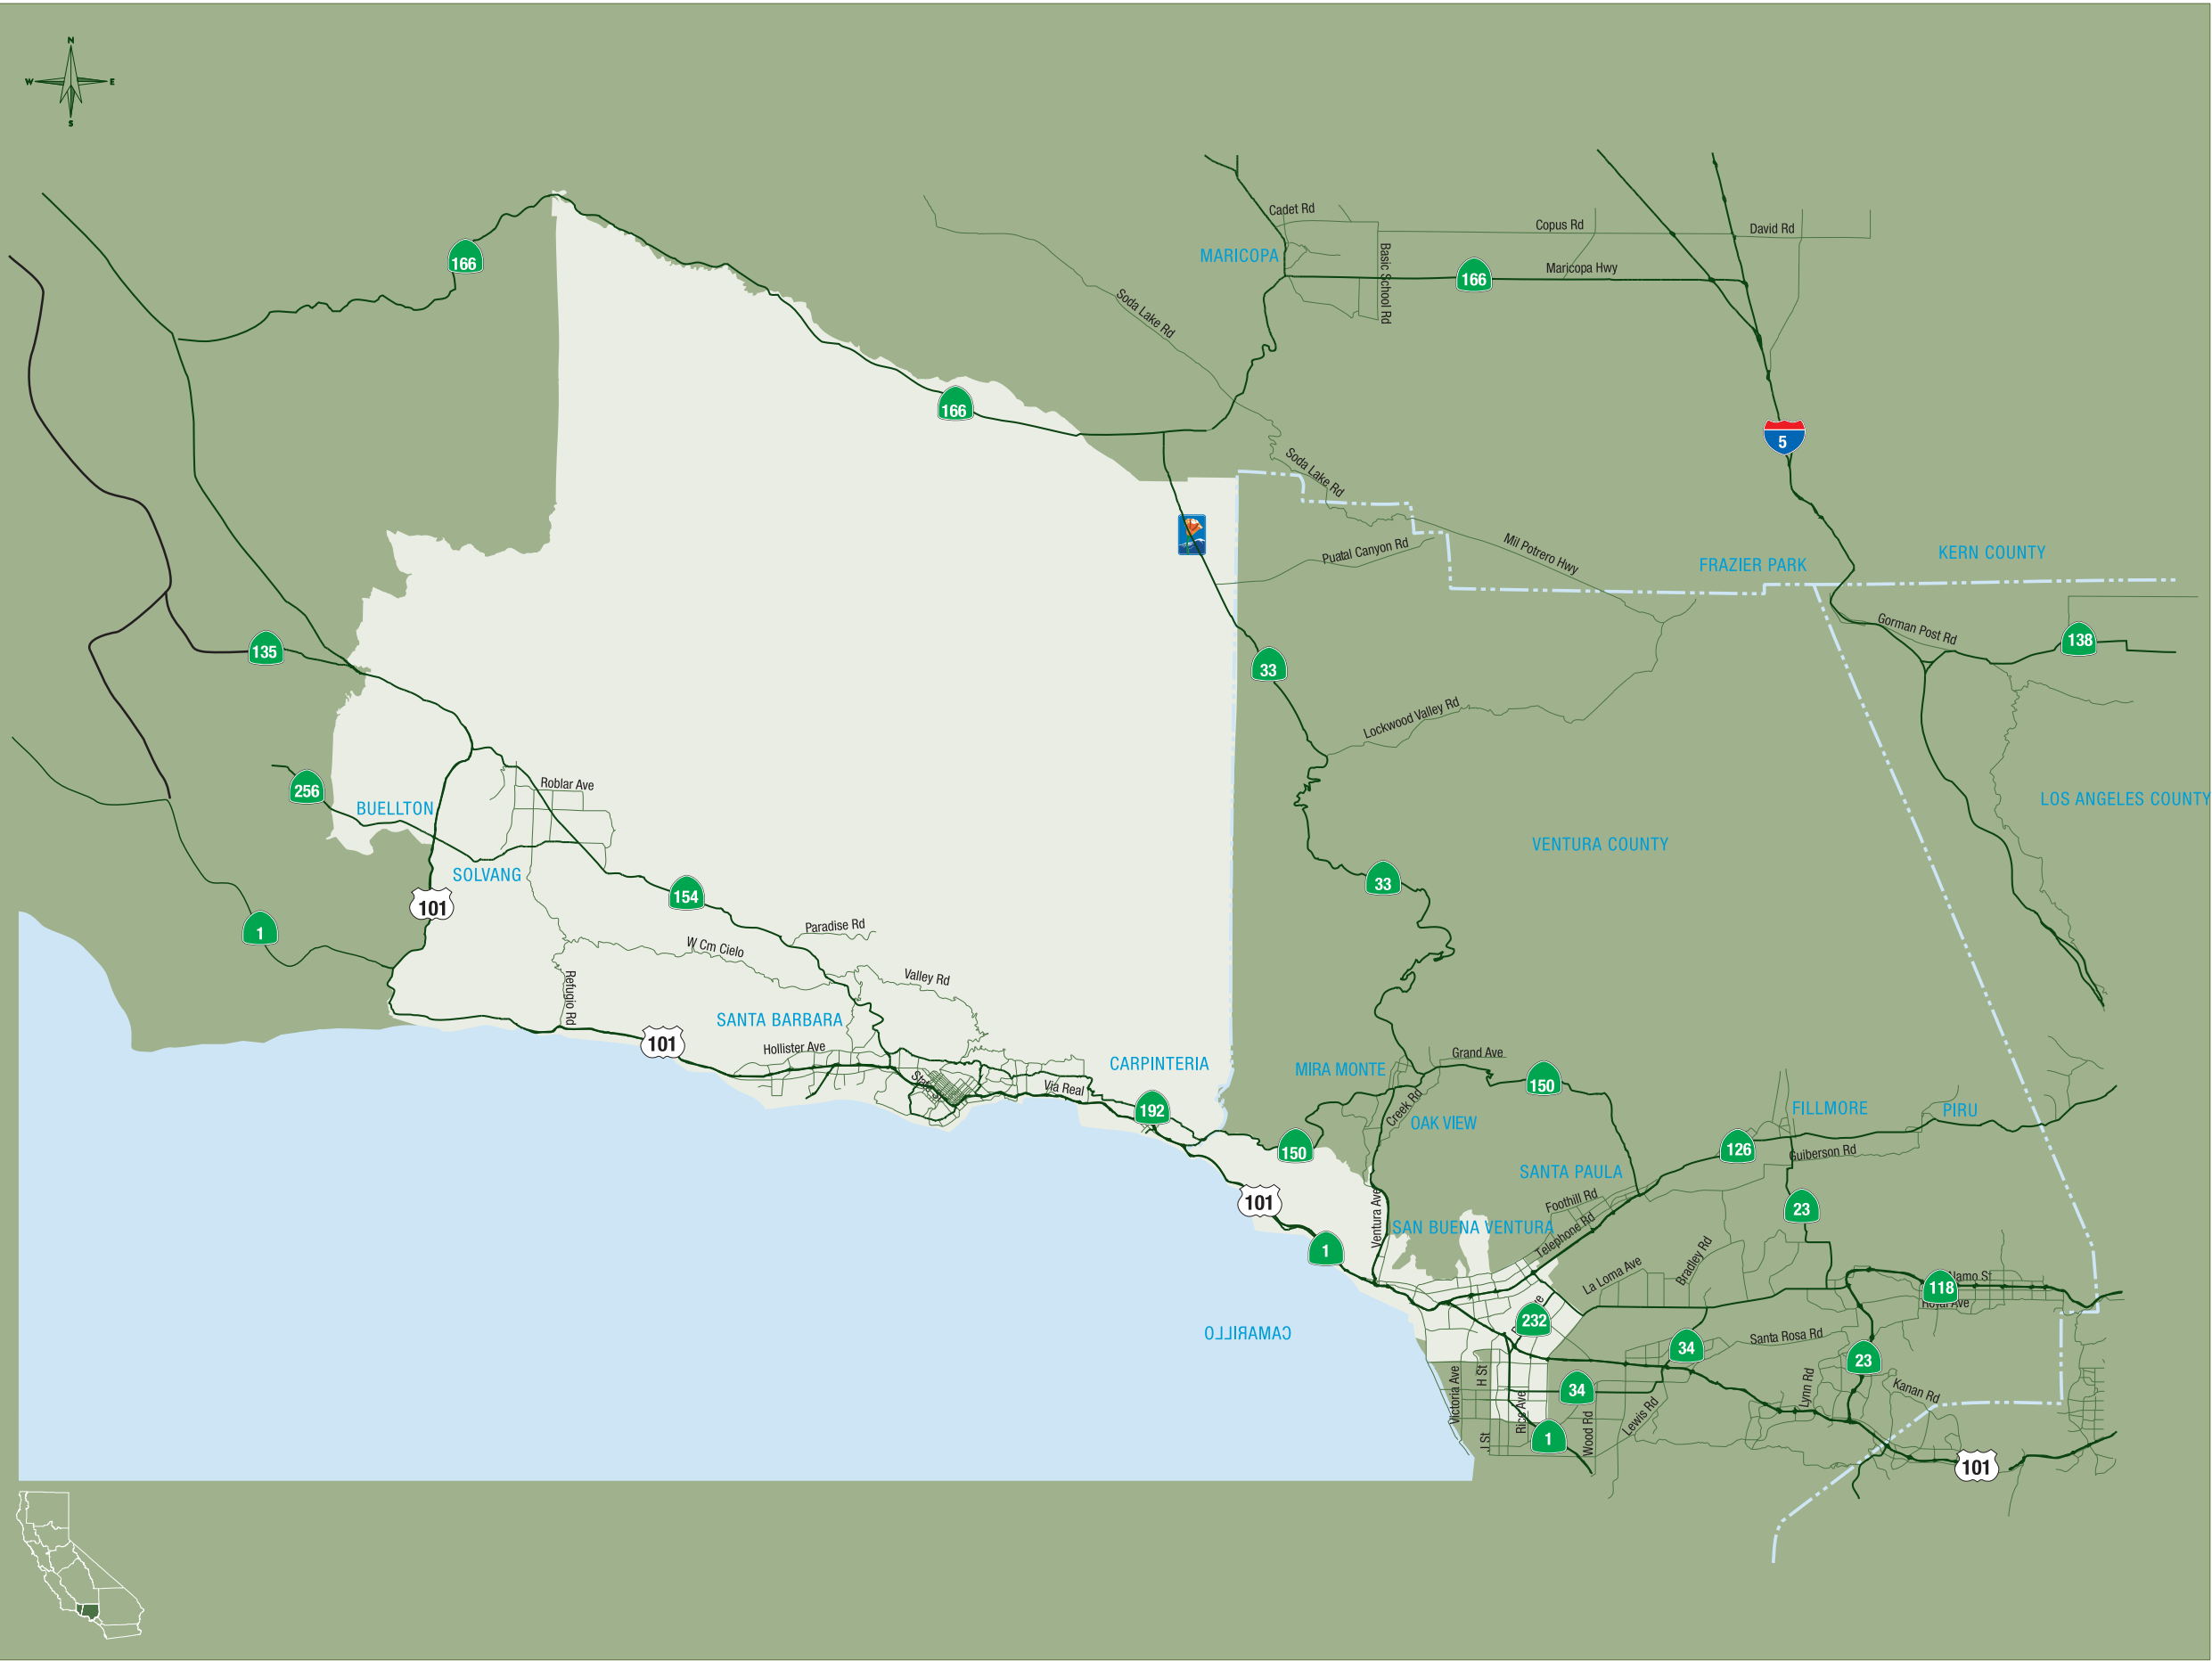 N
W E
S
Cadet Rd
Copus Rd
David Rd
MARICOPA
166
Basic School Rd
166
Maricopa Hwy
Soda Lake Rd
166
5
Soda Lake Rd
Puatal Canyon Rd
Mil Potrero Hwy
FRAZIER PARK
KERN COUNTY
Gorman Post Rd
138
135
33
Lockwood Valley Rd
256
BUELLTON
Roblar Ave
LOS ANGELES COUNTY
VENTURA COUNTY
SOLVANG
33
154
101
1
Paradise Rd
W Cm Cielo
Valley Rd
Refugio Rd
SANTA BARBARA
101
Hollister Ave
CARPINTERIA
MIRA MONTE
Grand Ave
150
Via Real
192
Creek Rd
OAK VIEW
FILLMORE
PIRU
150
126
Guiberson Rd
SANTA PAULA
101
Foothill Rd
23
Ventura Ave
SAN BUENA VENTURA
Telephone Rd
1
Bradley Rd
La Loma Ave
118
232
CAMARILLO
34
Santa Rosa Rd
23
Victoria Ave
H St
34
Lynn Rd
Kanan Rd
Rice Ave
Lewis Rd
Wood Rd
J St
1
101